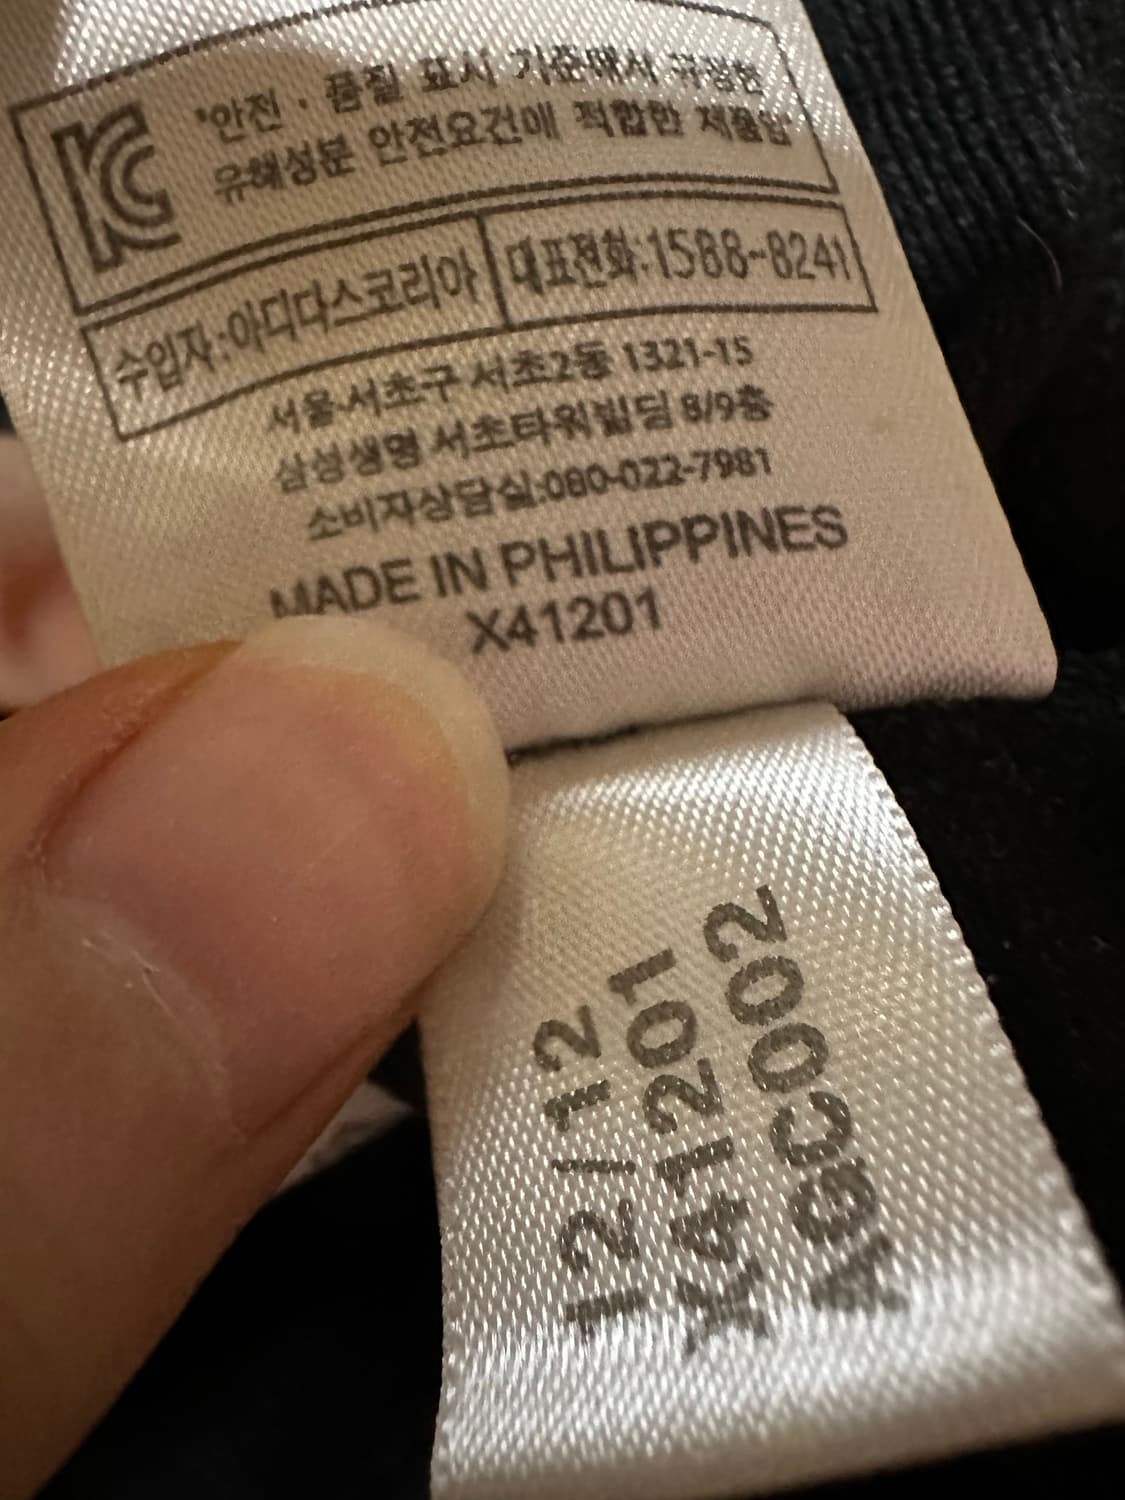 KC
"안전 · 품질 표시 기준에서 규정한
유해성분 안전요건에 적합한 제품임"
수입자:아디다스코리아
대표전화:1588-8241
서울 서초구 서초2동 1321-15
삼성생명 서초타워빌딩 8/9층
소비자상담실:080-022-7981
MADE IN PHILIPPINES
X41201
12/12
X41201
AGC002